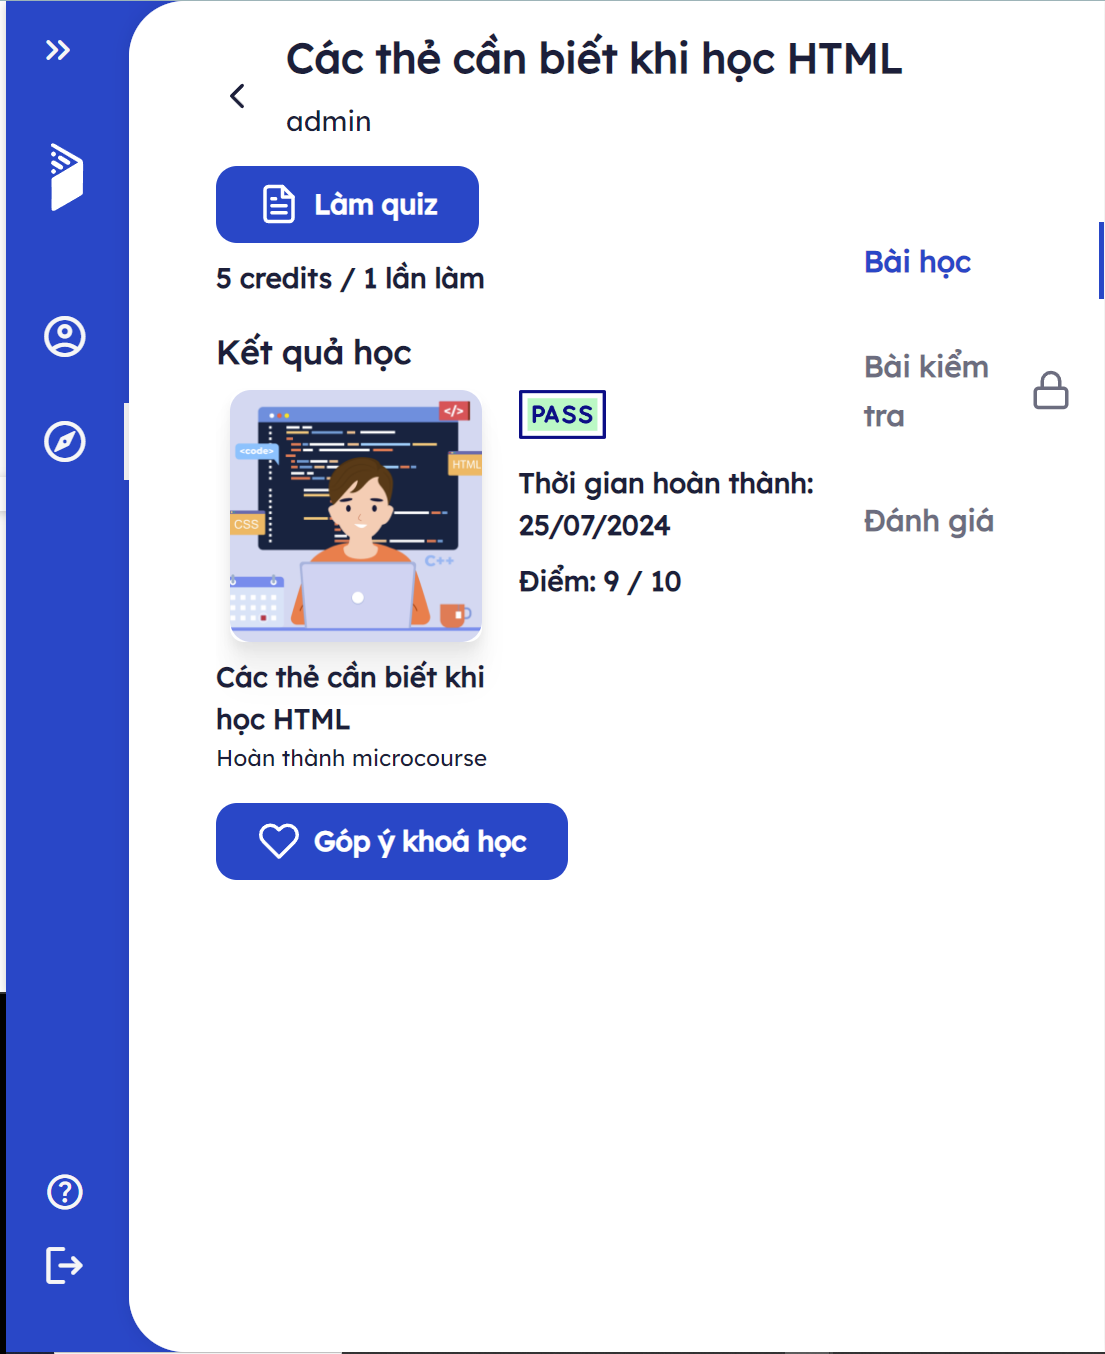 Các thẻ cần biết khi học HTML
admin
Làm quiz
5 credits / 1 lần làm
Kết quả học
</>
<code>
HTML
CSS
C++
PASS
Thời gian hoàn thành:
25/07/2024
Điểm: 9 / 10
Các thẻ cần biết khi
học HTML
Hoàn thành microcourse
Góp ý khoá học
Bài học
Bài kiểm
tra
Đánh giá